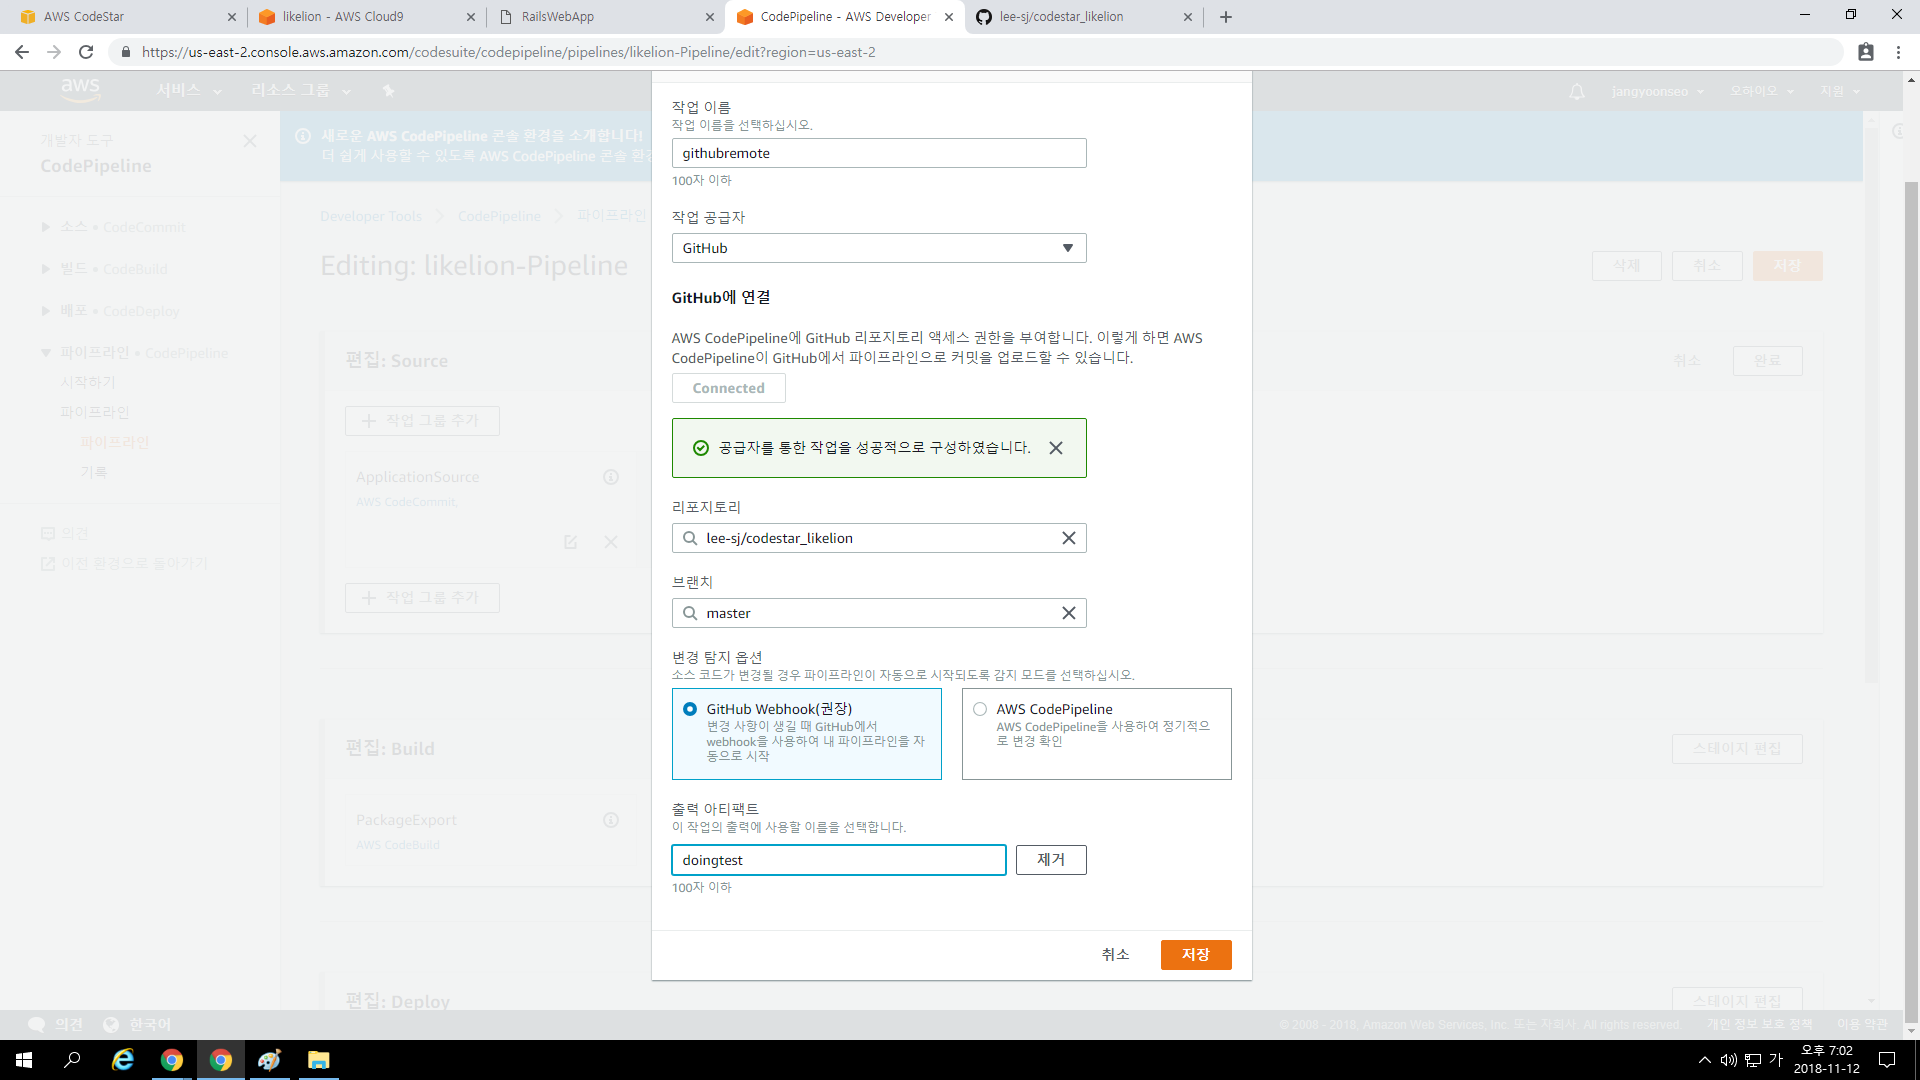 AWS CodeStar
likelion - AWS Cloud9
RailsWebApp
CodePipeline - AWS Developer
lee-sj/codestar_likelion
https://us-east-2.console.aws.amazon.com/codesuite/codepipeline/pipelines/likelion-Pipeline/edit?region=us-east-2
aws
서비스
리소스 그룹
jangyoonseo
오하이오
지원
개발자 도구
CodePipeline
새로운 AWS CodePipeline 콘솔 환경을 소개합니다!
더 쉽게 사용할 수 있도록 AWS CodePipeline 콘솔 환경
소스 • CodeCommit
빌드 • CodeBuild
배포 • CodeDeploy
파이프라인 • CodePipeline
시작하기
파이프라인
파이프라인
기록
의견
이전 환경으로 돌아가기
Developer Tools
CodePipeline
파이프라인
Editing: likelion-Pipeline
삭제
취소
저장
편집: Source
취소
완료
작업 그룹 추가
ApplicationSource
AWS CodeCommit
작업 그룹 추가
편집: Build
스테이지 편집
PackageExport
AWS CodeBuild
편집: Deploy
스테이지 편집
작업 이름
작업 이름을 선택하십시오.
githubremote
100자 이하
작업 공급자
GitHub
GitHub에 연결
AWS CodePipeline에 GitHub 리포지토리 액세스 권한을 부여합니다. 이렇게 하면 AWS
CodePipeline이 GitHub에서 파이프라인으로 커밋을 업로드할 수 있습니다.
Connected
공급자를 통한 작업을 성공적으로 구성하였습니다.
리포지토리
lee-sj/codestar_likelion
브랜치
master
변경 탐지 옵션
소스 코드가 변경될 경우 파이프라인이 자동으로 시작되도록 감지 모드를 선택하십시오.
GitHub Webhook(권장)
변경 사항이 생길 때 GitHub에서
webhook을 사용하여 내 파이프라인을 자
동으로 시작
AWS CodePipeline
AWS CodePipeline을 사용하여 정기적으
로 변경 확인
출력 아티팩트
이 작업의 출력에 사용할 이름을 선택합니다.
doingtest
제거
100자 이하
취소
저장
의견
한국어
© 2008 - 2018, Amazon Web Services, Inc. 또는 자회사. All rights reserved.
개인 정보 보호 정책
이용 약관
가
오후 7:02
2018-11-12